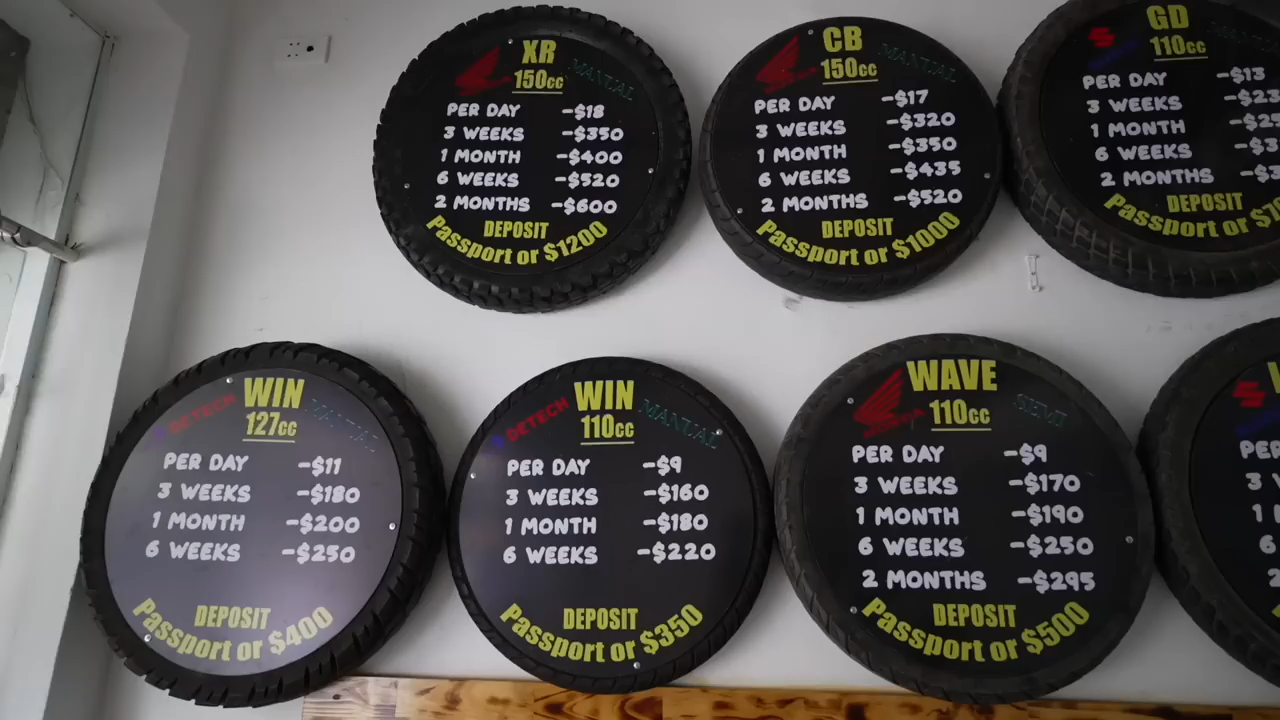 XR
150cc
MANUAL
PER DAY -$18
3 WEEKS -$350
1 MONTH -$400
6 WEEKS -$520
2 MONTHS -$600
DEPOSIT
Passport or $1200
CB
150cc
MANUAL
PER DAY -$17
3 WEEKS -$320
1 MONTH -$350
6 WEEKS -$435
2 MONTHS -$520
DEPOSIT
Passport or $1000
GD
110cc
PER DAY -$13
3 WEEKS
1 MONTH
6 WEEKS
2 MONTHS
DEPOSIT
Passport or
WIN
127cc
DETECH MANUAL
PER DAY -$11
3 WEEKS -$180
1 MONTH -$200
6 WEEKS -$250
DEPOSIT
Passport or $400
WIN
110cc
DETECH MANUAL
PER DAY -$9
3 WEEKS -$160
1 MONTH -$180
6 WEEKS -$220
DEPOSIT
Passport or $350
WAVE
110cc
HONDA SEMI
PER DAY -$9
3 WEEKS -$170
1 MONTH -$190
6 WEEKS -$250
2 MONTHS -$295
DEPOSIT
Passport or $500
PE
3
1
6
2